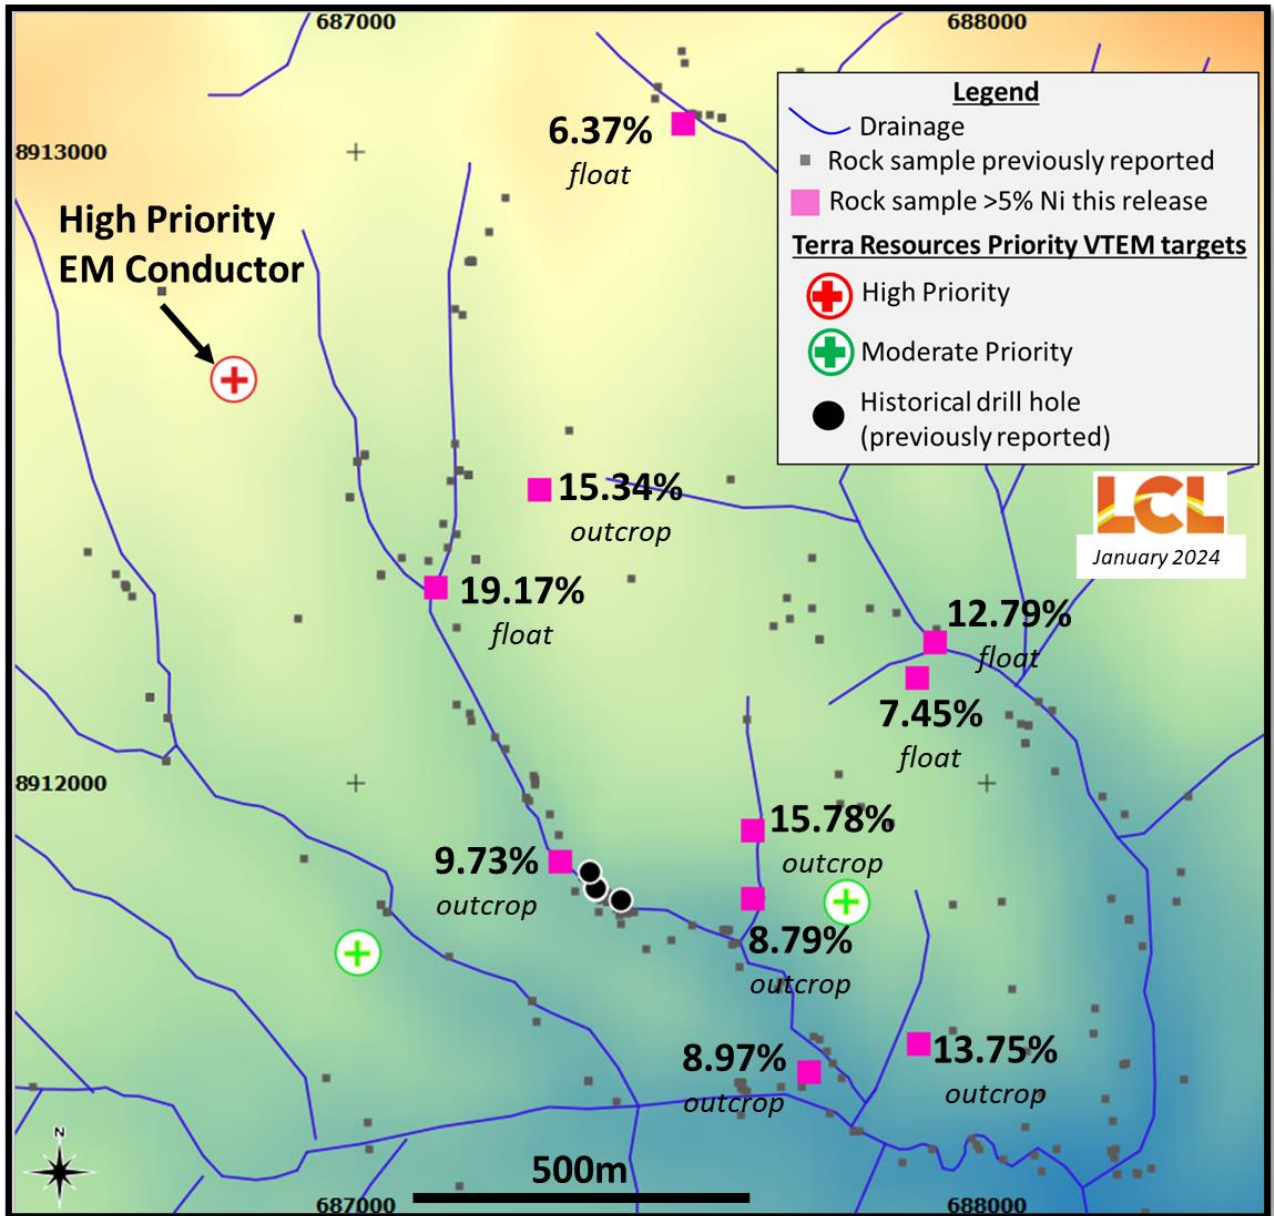 687000
688000
8913000
6.37%
float
Legend
Drainage
Rock sample previously reported
Rock sample >5% Ni this release
Terra Resources Priority VTEM targets
High Priority
Moderate Priority
Historical drill hole
(previously reported)
High Priority
EM Conductor
15.34%
outcrop
LCL
January 2024
19.17%
float
12.79%
float
7.45%
float
8912000
15.78%
outcrop
9.73%
outcrop
8.79%
outcrop
8.97%
outcrop
13.75%
outcrop
N
500m
687000
688000